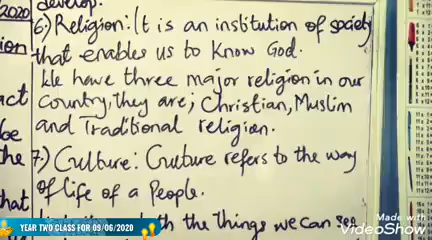 develop.
2020
6) Religion: It is an institution of society
ion
that enables us to know God.
We have three major religion in our
act
country, they are; Christian, Muslim
be
and Traditional religion.
the
7) Culture: Culture refers to the way
of life of a people.
hat
the things we can see
Made with
VideoShow
YEAR TWO CLASS FOR 09/06/2020